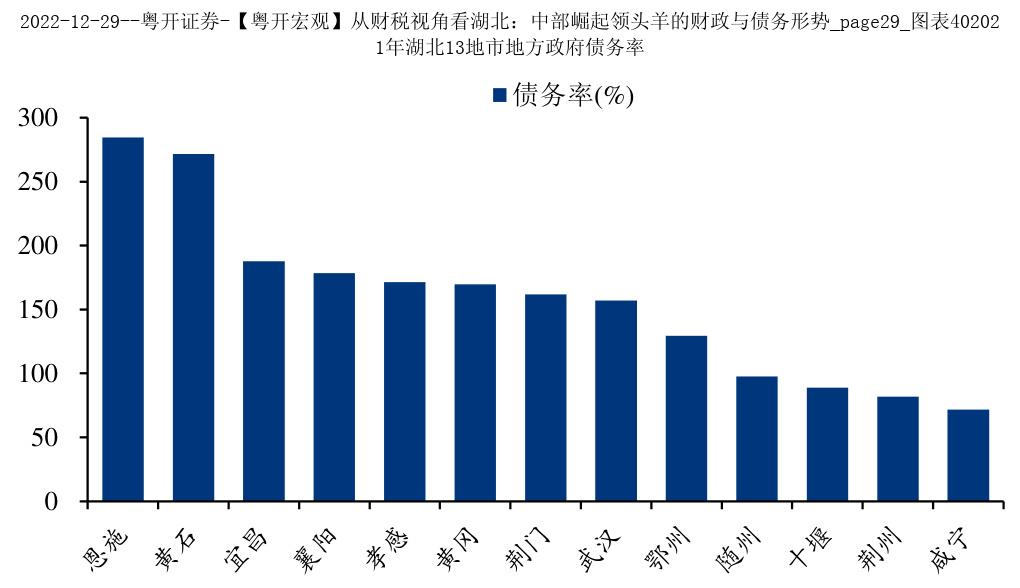 2022-12-29--粤开证券-【粤开宏观】从财税视角看湖北：中部崛起领头羊的财政与债务形势_page29_图表40202
1年湖北13地市地方政府债务率
债务率(%)
300
250
200
150
100
50
0
恩施
黄石
宜昌
襄阳
孝感
黄冈
荆门
武汉
鄂州
随州
十堰
荆州
咸宁